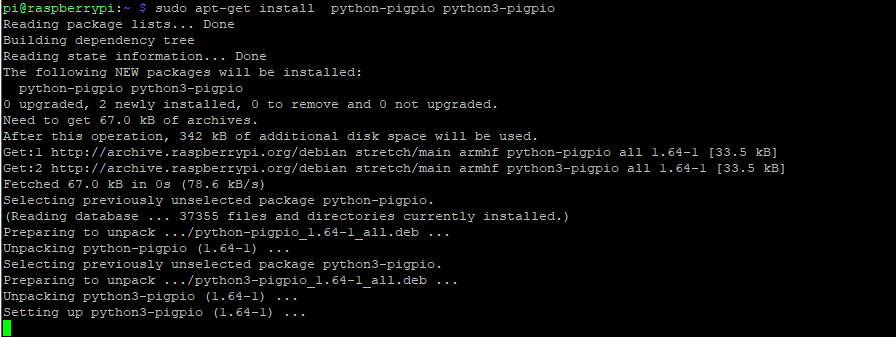 pi@raspberrypi:~ $ sudo apt-get install  python-pigpio python3-pigpio
Reading package lists... Done
Building dependency tree
Reading state information... Done
The following NEW packages will be installed:
  python-pigpio python3-pigpio
0 upgraded, 2 newly installed, 0 to remove and 0 not upgraded.
Need to get 67.0 kB of archives.
After this operation, 342 kB of additional disk space will be used.
Get:1 http://archive.raspberrypi.org/debian stretch/main armhf python-pigpio all 1.64-1 [33.5 kB]
Get:2 http://archive.raspberrypi.org/debian stretch/main armhf python3-pigpio all 1.64-1 [33.5 kB]
Fetched 67.0 kB in 0s (78.6 kB/s)
Selecting previously unselected package python-pigpio.
(Reading database ... 37355 files and directories currently installed.)
Preparing to unpack .../python-pigpio_1.64-1_all.deb ...
Unpacking python-pigpio (1.64-1) ...
Selecting previously unselected package python3-pigpio.
Preparing to unpack .../python3-pigpio_1.64-1_all.deb ...
Unpacking python3-pigpio (1.64-1) ...
Setting up python3-pigpio (1.64-1) ...